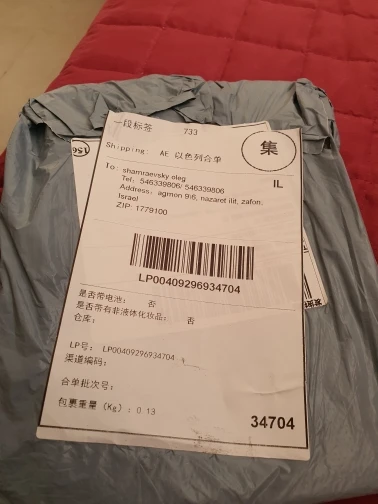 一段标签 733
集
Shipping: AE 以色列合单
IL
To: shamraevsky oleg
Tel: 546339806/ 546339806
Address: agmon 9\6, nazaret ilit, zafon,
Israel
ZIP: 1779100
LP00409296934704
是否带电池: 否
是否带有非液体化妆品: 否
仓库:
LP号: LP00409296934704
渠道编码:
合单批次号:
包裹重量 (Kg): 0.13
34704